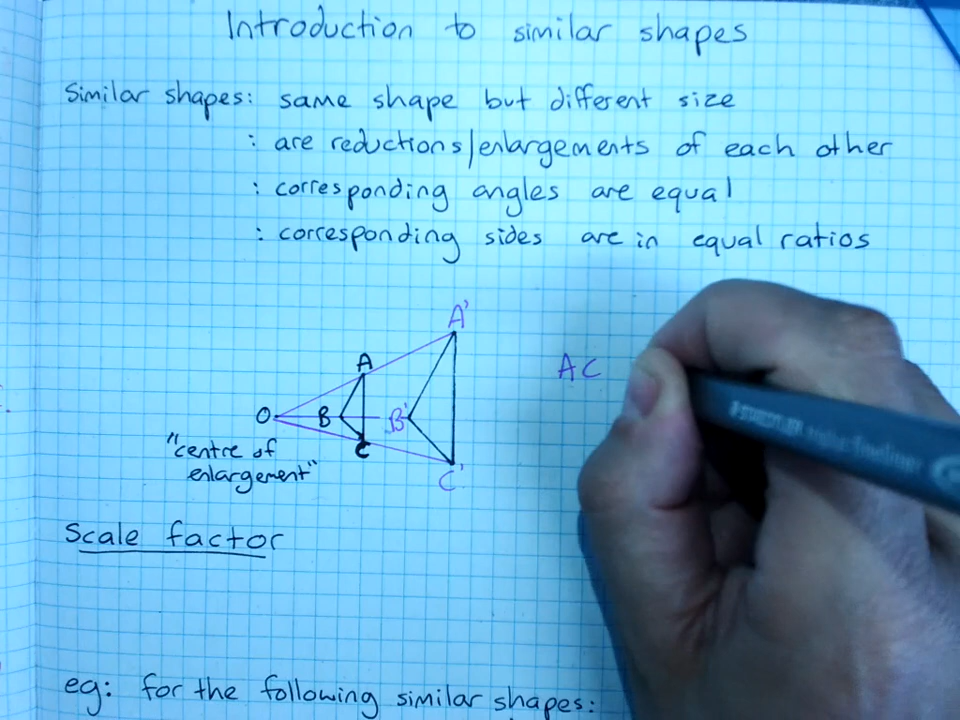 Introduction to similar shapes
Similar shapes: same shape but different size
: are reductions/enlargements of each other
: corresponding angles are equal
: corresponding sides are in equal ratios
A'
A
AC
O
B
B'
"centre of
enlargement"
C
C'
STAEDTLER
Scale factor
eg: for the following similar shapes: